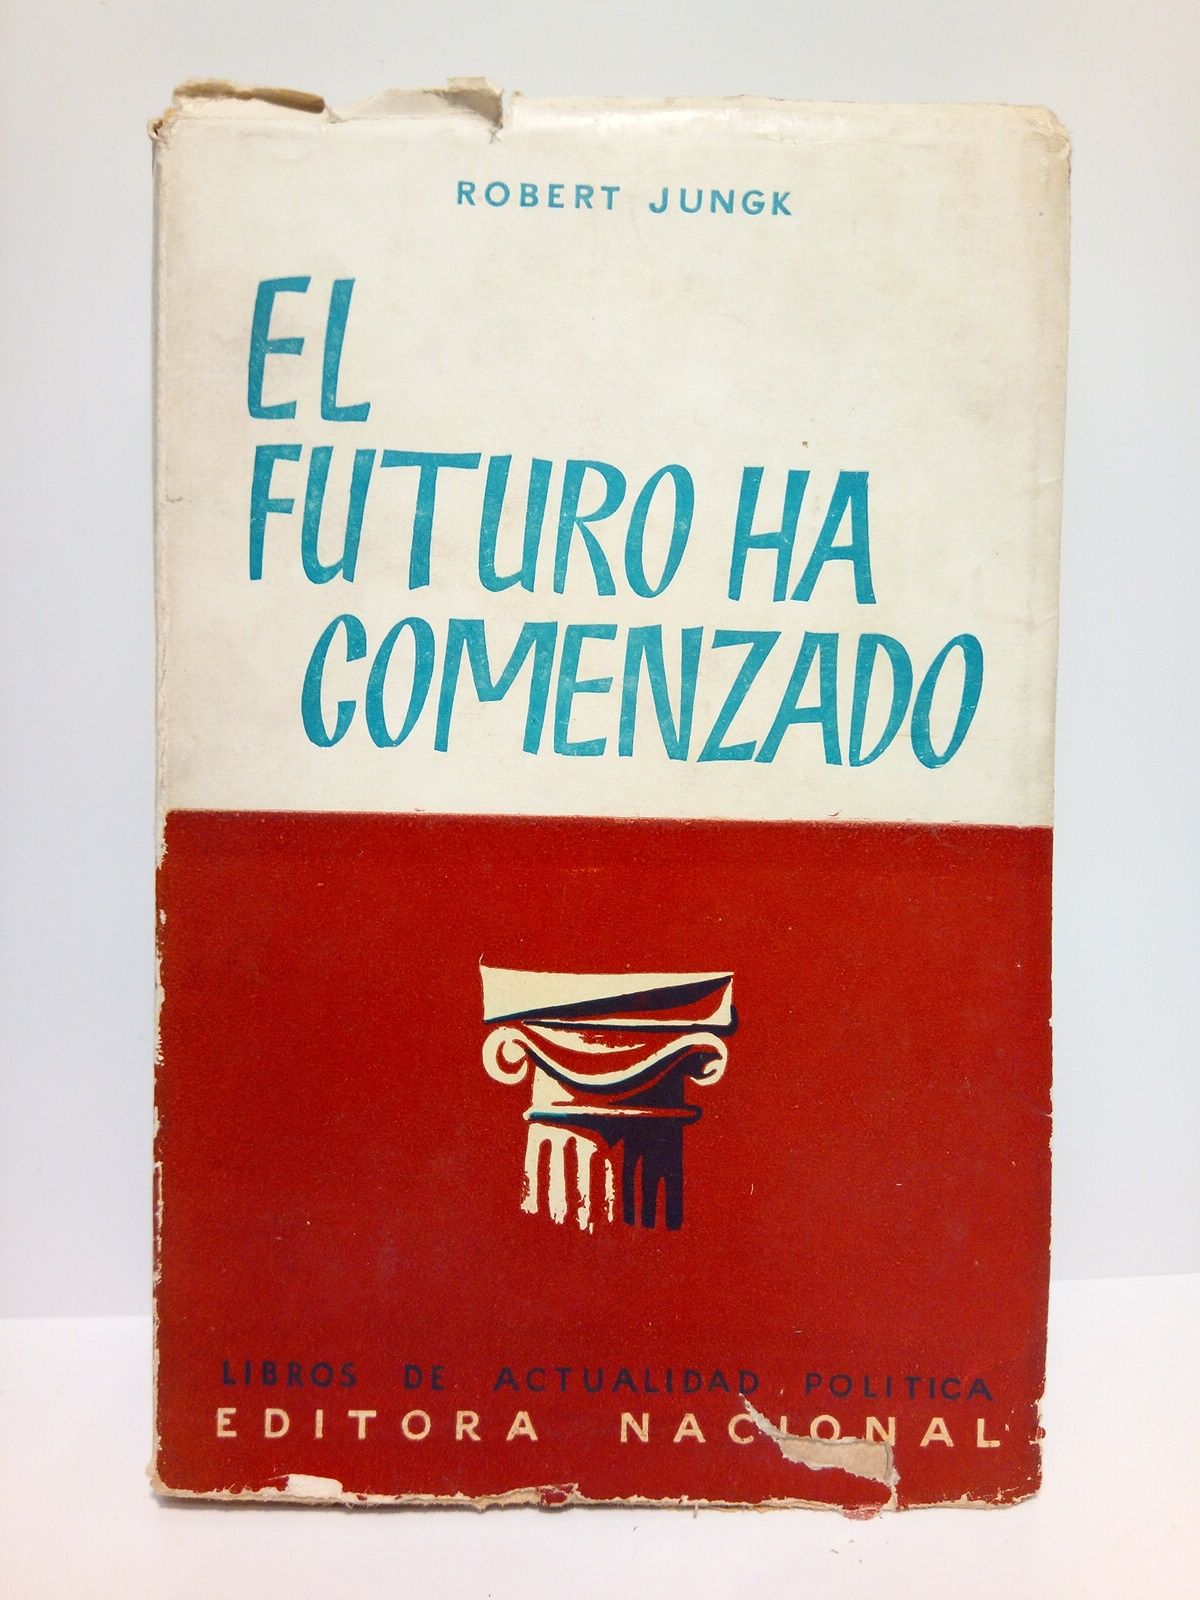 ROBERT JUNGK
EL
FUTURO HA
COMENZADO
LIBROS DE ACTUALIDAD POLITICA
EDITORA NACIONAL